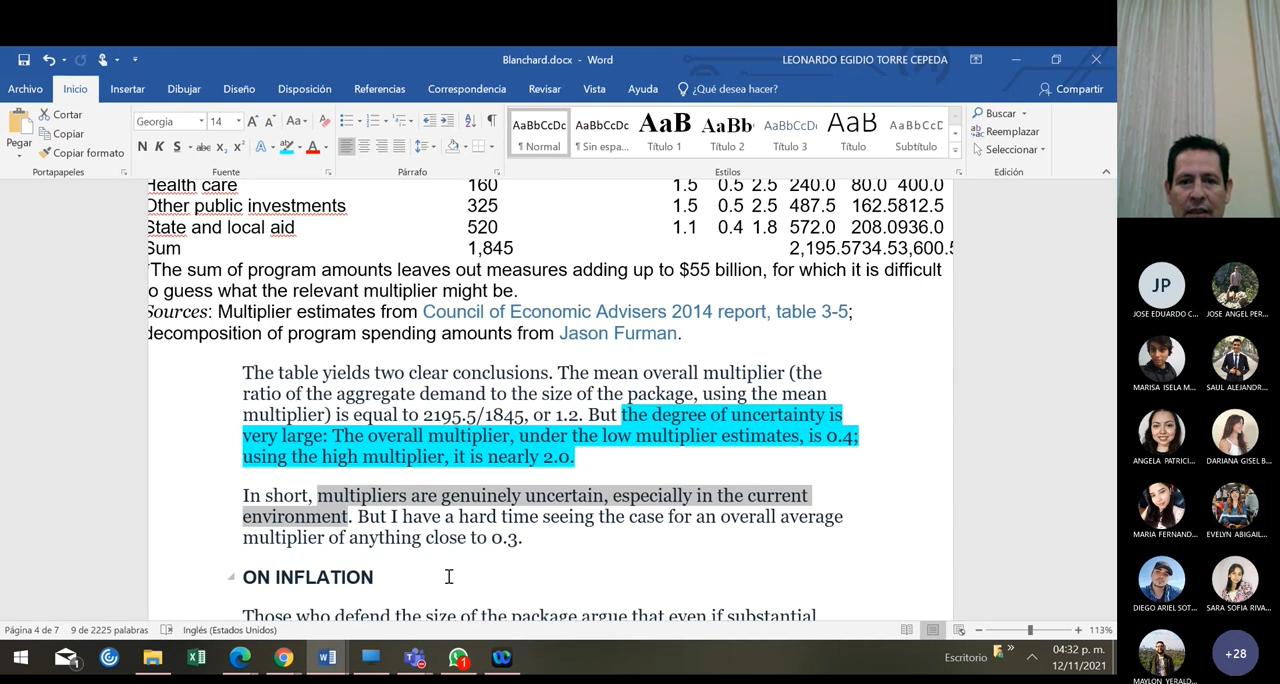 Blanchard.docx - Word
LEONARDO EGIDIO TORRE CEPEDA
Archivo Inicio Insertar Dibujar Diseño Disposición Referencias Correspondencia Revisar Vista Ayuda ¿Qué desea hacer? Compartir
Pegar
Cortar
Copiar
Copiar formato
Portapapeles
Georgia 14
Aa
N K S abc x₂ x²
Fuente
Párrafo
AaBbCcDc AaBbCcDc AaB AaBb AaBbCcD AaB AaBbCcD
¶ Normal ¶ Sin espa... Título 1 Título 2 Título 3 Título Subtítulo
Estilos
Buscar
Reemplazar
Seleccionar
Edición
Health care 160 1.5 0.5 2.5 240.0 80.0 400.0
Other public investments 325 1.5 0.5 2.5 487.5 162.5812.5
State and local aid 520 1.1 0.4 1.8 572.0 208.0936.0
Sum 1,845 2,195.5734.53,600.5
The sum of program amounts leaves out measures adding up to $55 billion, for which it is difficult
o guess what the relevant multiplier might be.
Sources: Multiplier estimates from Council of Economic Advisers 2014 report, table 3-5;
decomposition of program spending amounts from Jason Furman.
The table yields two clear conclusions. The mean overall multiplier (the
ratio of the aggregate demand to the size of the package, using the mean
multiplier) is equal to 2195.5/1845, or 1.2. But the degree of uncertainty is
very large: The overall multiplier, under the low multiplier estimates, is 0.4;
using the high multiplier, it is nearly 2.0.
In short, multipliers are genuinely uncertain, especially in the current
environment. But I have a hard time seeing the case for an overall average
multiplier of anything close to 0.3.
ON INFLATION
Those who defend the size of the package argue that even if substantial
Página 4 de 7 9 de 2225 palabras Inglés (Estados Unidos) 113%
Escritorio
04:32 p. m.
12/11/2021
JP
JOSE EDUARDO C... JOSE ANGEL PER...
MARISA ISELA M... SAUL ALEJANDR...
ANGELA PATRICI... DARIANA GISEL B...
MARIA FERNAND... EVELYN ABIGAIL...
DIEGO ARIEL SOT... SARA SOFIA RIVA...
MAYLON YERALD...
+28